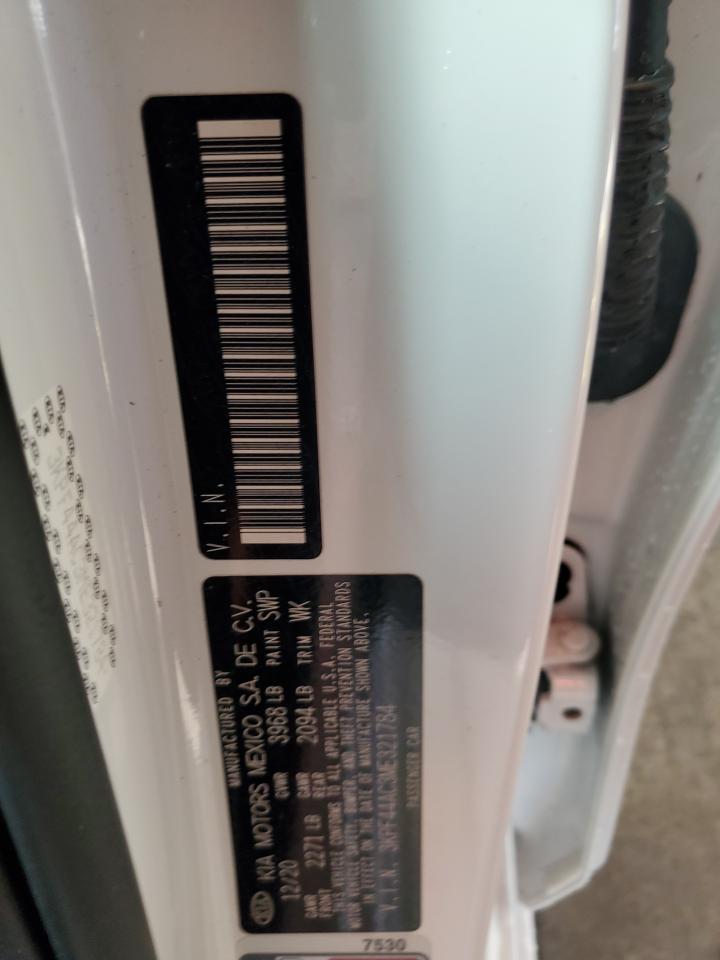 V.I.N.
KIA
MANUFACTURED BY
KIA MOTORS MEXICO S.A. DE C.V.
12/20 GVWR 3968 LB PAINT SWP
GAWR FRONT 2271 LB GAWR REAR 2094 LB TRIM WK
THIS VEHICLE CONFORMS TO ALL APPLICABLE U.S.A. FEDERAL
MOTOR VEHICLE SAFETY, BUMPER, AND THEFT PREVENTION STANDARDS
IN EFFECT ON THE DATE OF MANUFACTURE SHOWN ABOVE.
V.I.N. 3KPF44AC3ME321784
PASSENGER CAR
7530